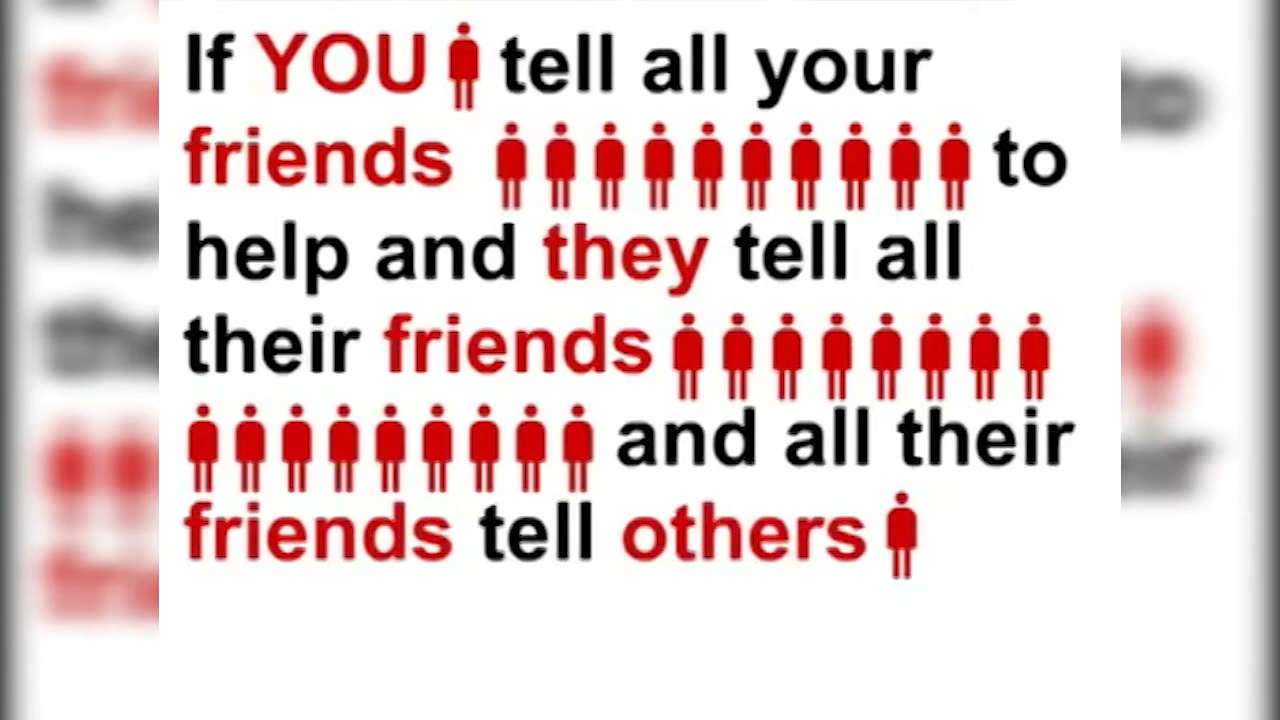 If YOU tell all your
friends to
help and they tell all
their friends
and all their
friends tell others